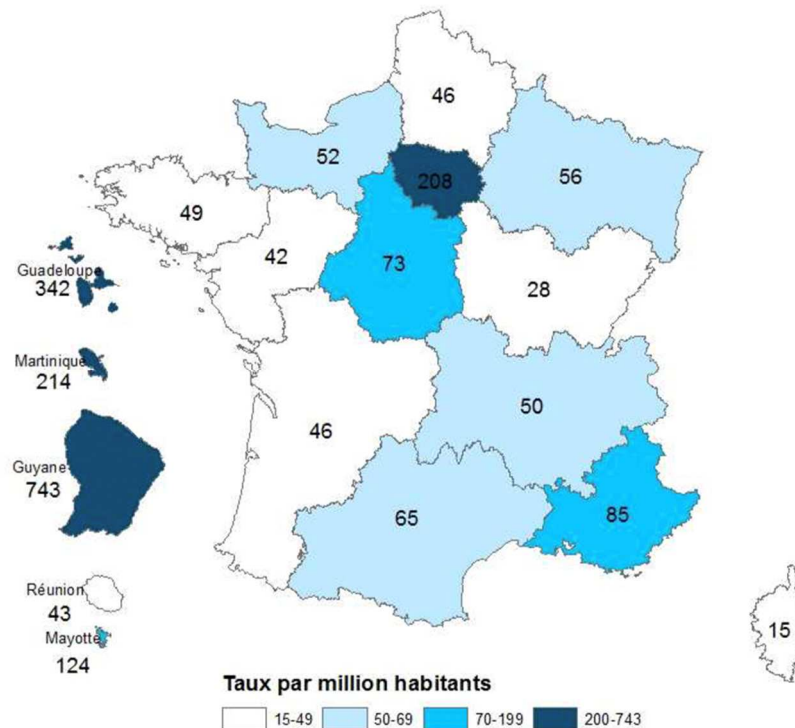 46
52
208
56
49
42
73
28
Guadeloupe
342
Martinique
214
50
46
Guyane
743
65
85
Réunion
43
Mayotte
124
15
Taux par million habitants
15-49 50-69 70-199 200-743